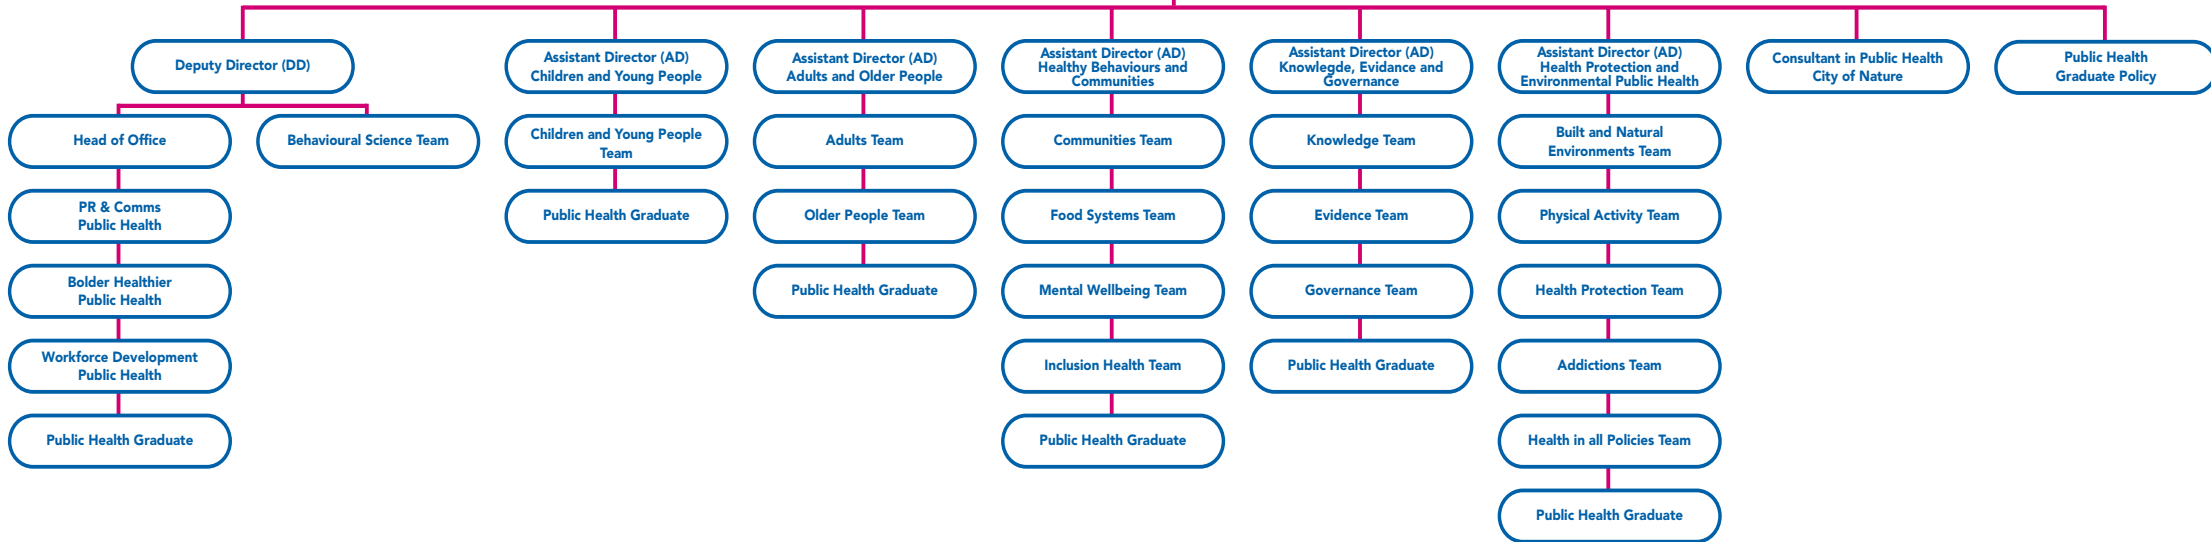 Deputy Director (DD)
Assistant Director (AD)
Children and Young People
Assistant Director (AD)
Adults and Older People
Assistant Director (AD)
Healthy Behaviours and
Communities
Assistant Director (AD)
Knowlegde, Evidance and
Governance
Assistant Director (AD)
Health Protection and
Environmental Public Health
Consultant in Public Health
City of Nature
Public Health
Graduate Policy
Head of Office
Behavioural Science Team
Children and Young People
Team
Adults Team
Communities Team
Knowledge Team
Built and Natural
Environments Team
PR & Comms
Public Health
Public Health Graduate
Older People Team
Food Systems Team
Evidence Team
Physical Activity Team
Bolder Healthier
Public Health
Public Health Graduate
Mental Wellbeing Team
Governance Team
Health Protection Team
Workforce Development
Public Health
Inclusion Health Team
Public Health Graduate
Addictions Team
Public Health Graduate
Public Health Graduate
Health in all Policies Team
Public Health Graduate